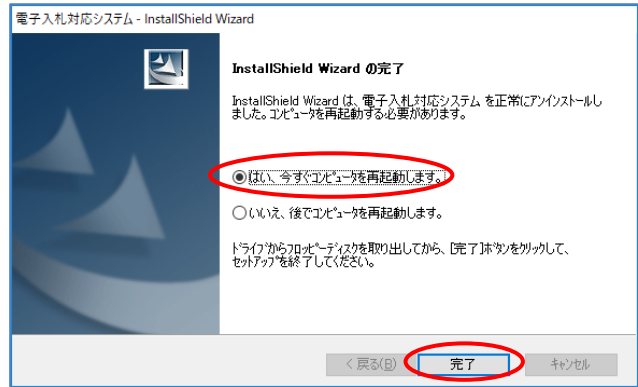 電子入札対応システム - InstallShield Wizard
InstallShield Wizard の完了
InstallShield Wizard は、電子入札対応システム を正常にアンインストールし
ました。コンピュータを再起動する必要があります。
はい、今すぐコンピュータを再起動します。
いいえ、後でコンピュータを再起動します。
ドライブからフロッピーディスクを取り出してから、[完了]ボタンをクリックして、
セットアップを終了してください。
< 戻る(B)
完了
キャンセル